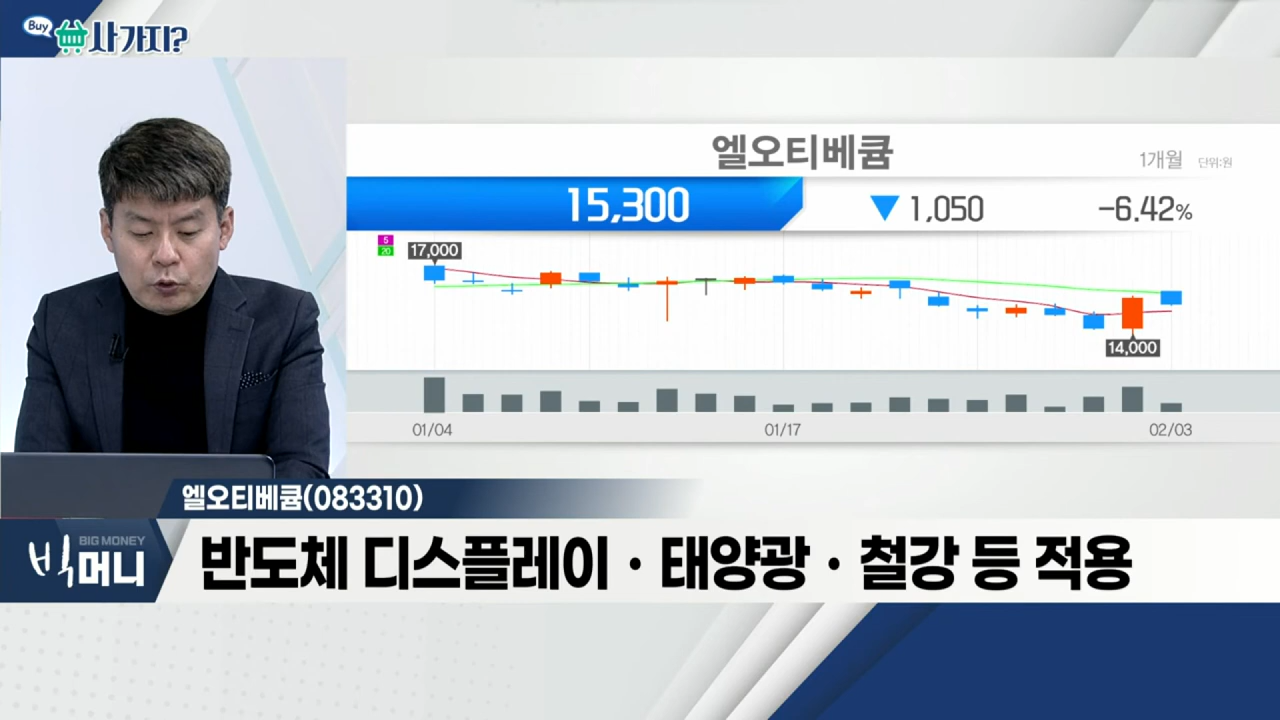 Buy
사가지?
엘오티베큠
1개월 단위:원
15,300 ▼ 1,050 -6.42%
5
20
17,000
14,000
01/04 01/17 02/03
엘오티베큠(083310)
BIG MONEY
빅머니
반도체 디스플레이·태양광·철강 등 적용